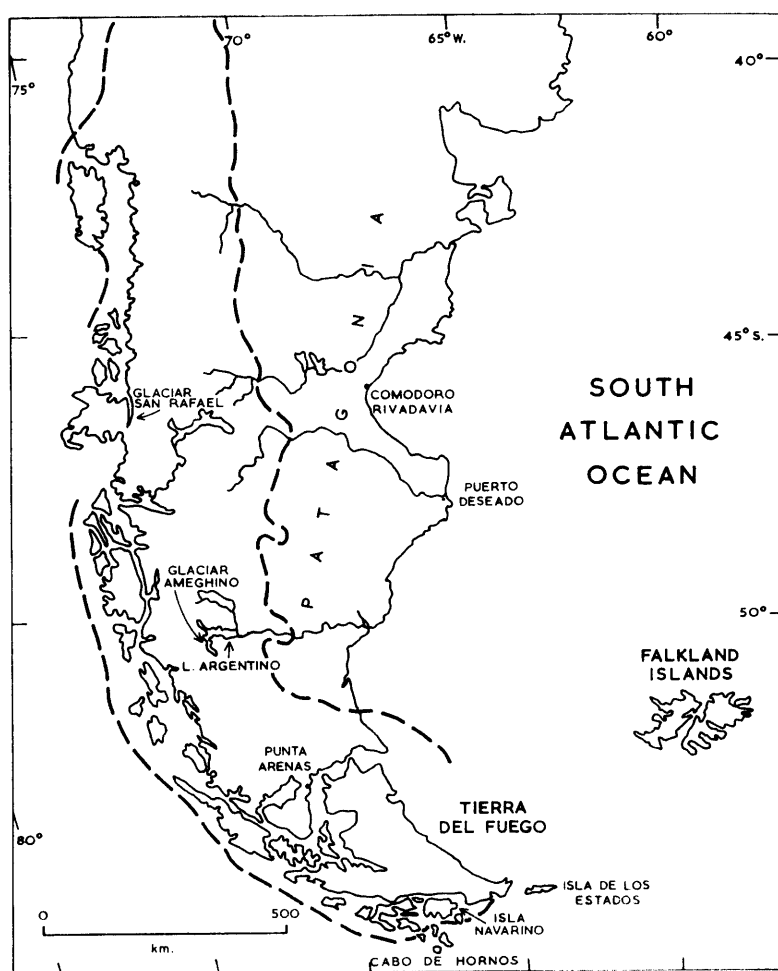 70°
65°W.
60°
75°
40°
PATAGONIA
45°S.
GLACIAR
SAN RAFAEL
COMODORO
RIVADAVIA
SOUTH
ATLANTIC
OCEAN
PUERTO
DESEADO
GLACIAR
AMEGHINO
50°
L. ARGENTINO
FALKLAND
ISLANDS
PUNTA
ARENAS
TIERRA
DEL FUEGO
80°
ISLA DE LOS
ESTADOS
0 500
km.
ISLA
NAVARINO
CABO DE HORNOS